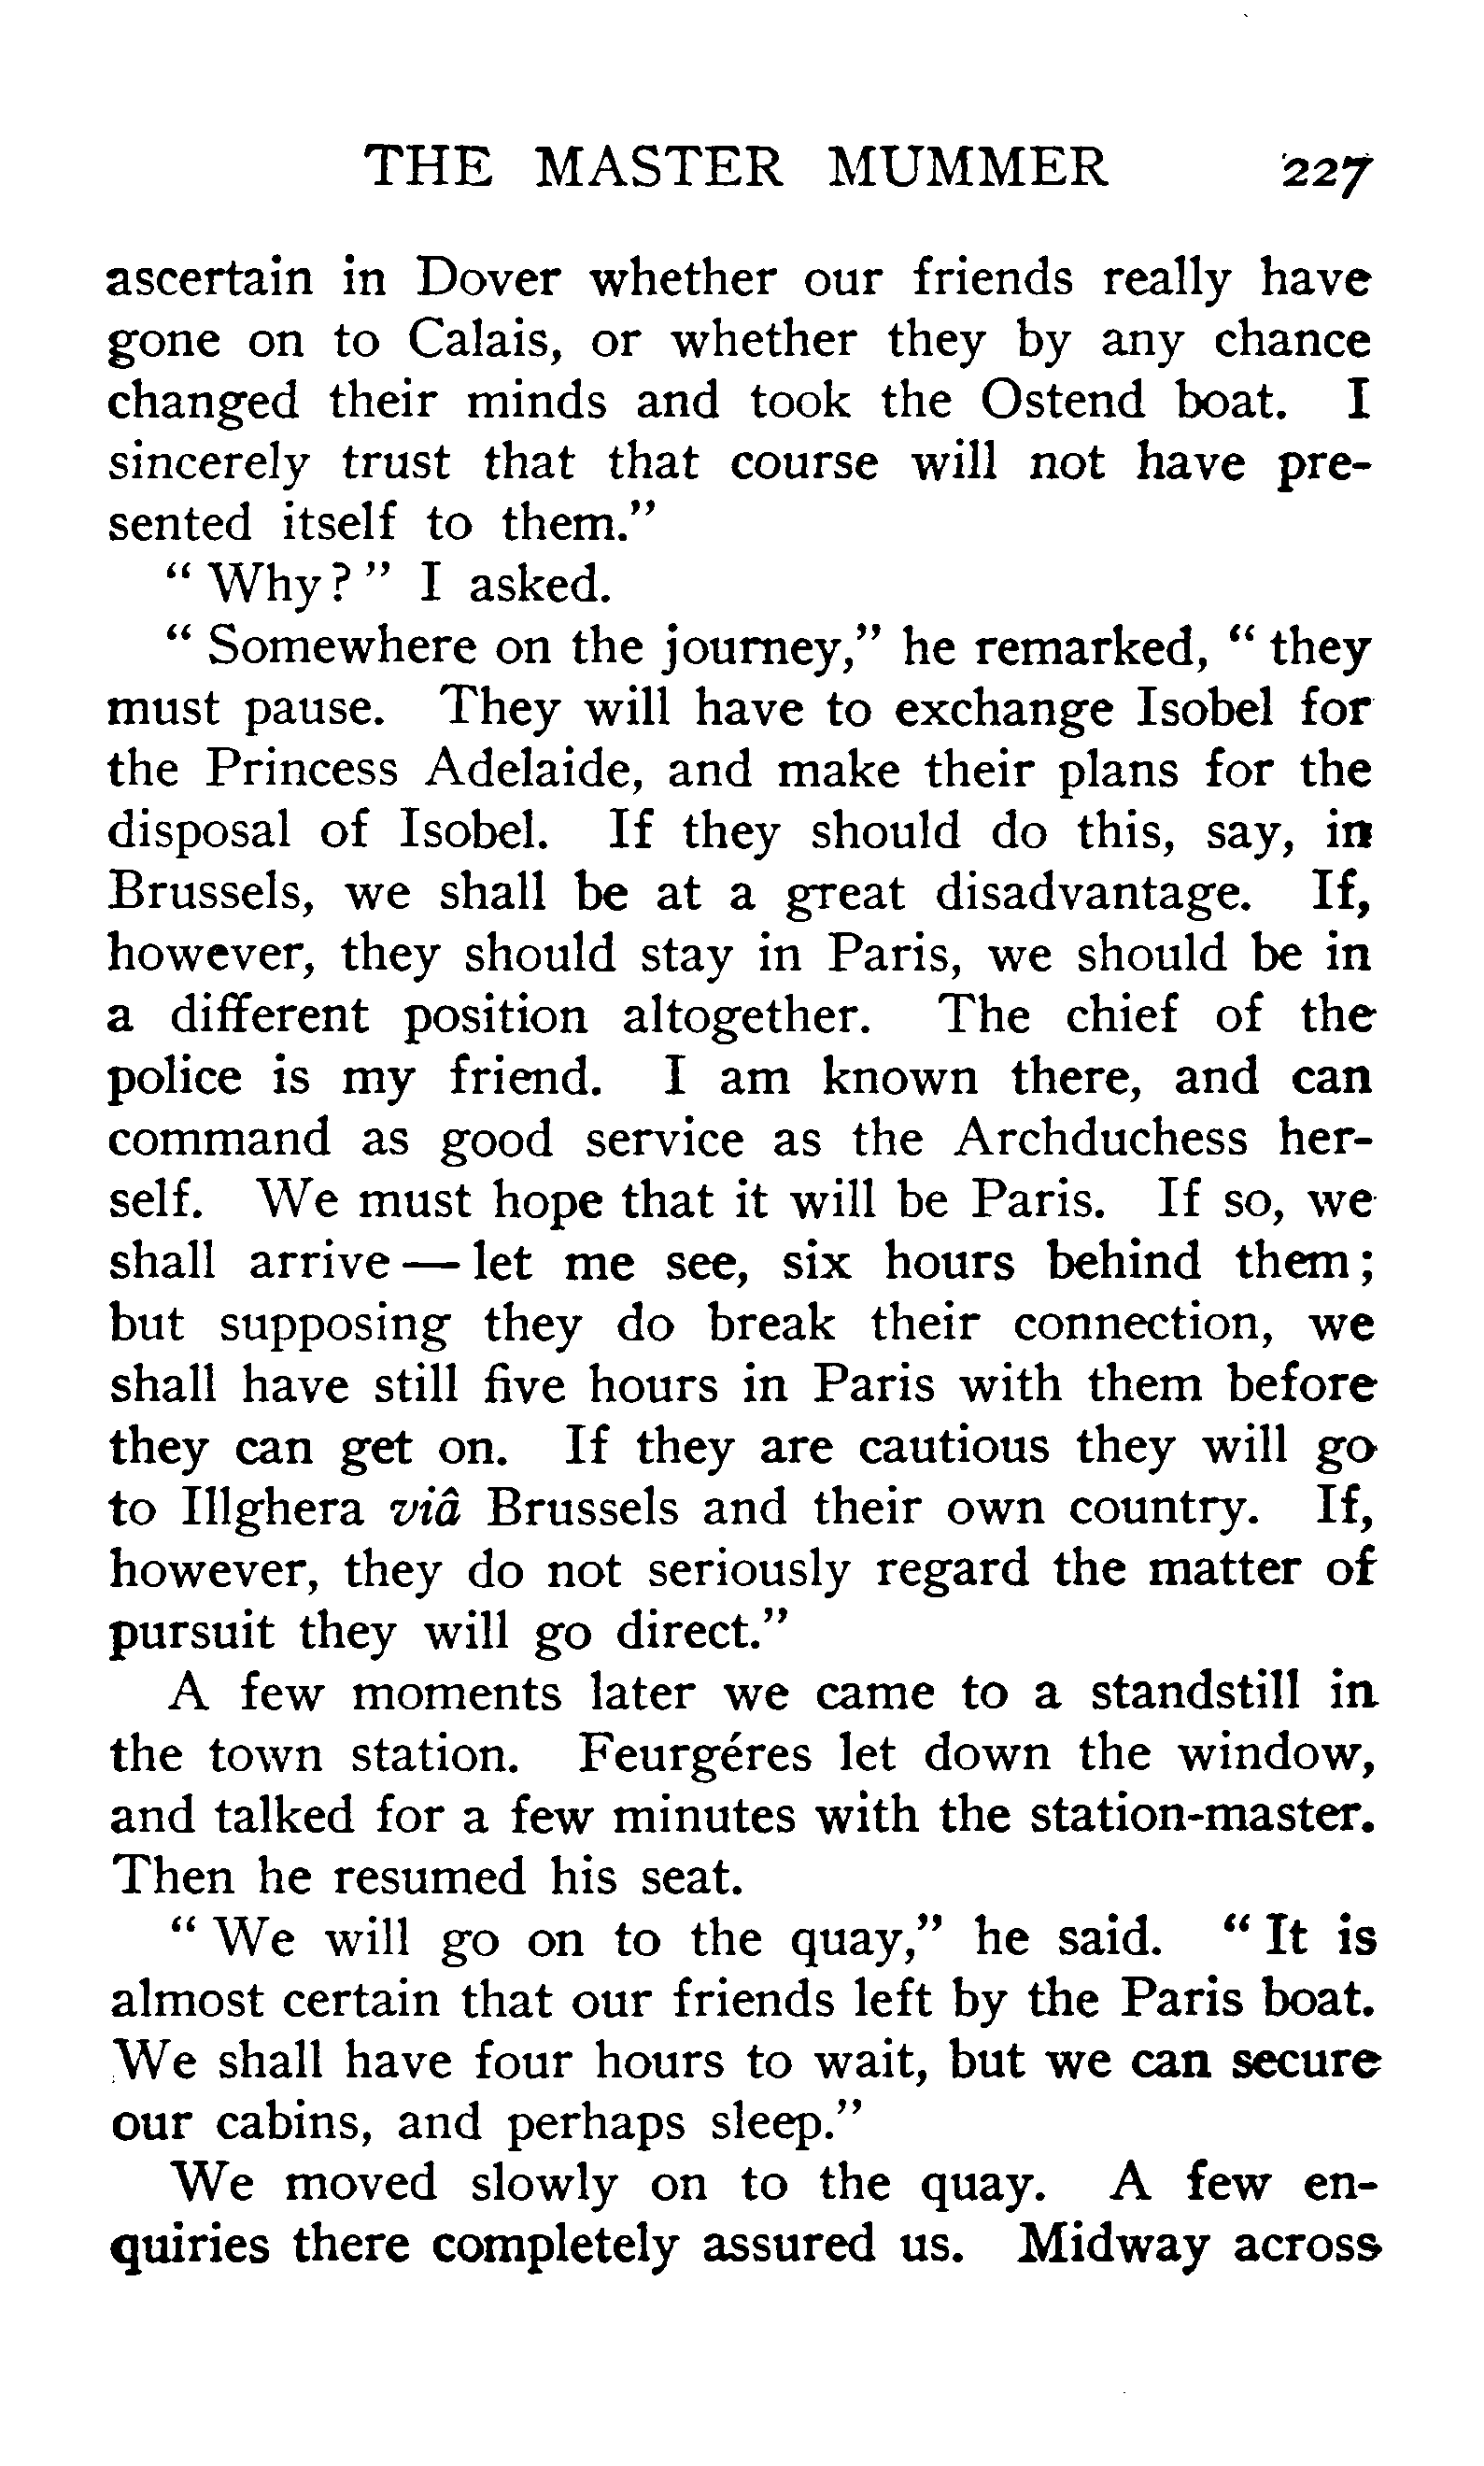 THE MASTER MUMMER 227
ascertain in Dover whether our friends really have
gone on to Calais, or whether they by any chance
changed their minds and took the Ostend boat. I
sincerely trust that that course will not have pre-
sented itself to them."
"Why?" I asked.
"Somewhere on the journey," he remarked, "they
must pause. They will have to exchange Isobel for
the Princess Adelaide, and make their plans for the
disposal of Isobel. If they should do this, say, in
Brussels, we shall be at a great disadvantage. If,
however, they should stay in Paris, we should be in
a different position altogether. The chief of the
police is my friend. I am known there, and can
command as good service as the Archduchess her-
self. We must hope that it will be Paris. If so, we
shall arrive — let me see, six hours behind them;
but supposing they do break their connection, we
shall have still five hours in Paris with them before
they can get on. If they are cautious they will go
to Illghera viâ Brussels and their own country. If,
however, they do not seriously regard the matter of
pursuit they will go direct."
A few moments later we came to a standstill in
the town station. Feurgéres let down the window,
and talked for a few minutes with the station-master.
Then he resumed his seat.
"We will go on to the quay," he said. "It is
almost certain that our friends left by the Paris boat.
We shall have four hours to wait, but we can secure
our cabins, and perhaps sleep."
We moved slowly on to the quay. A few en-
quiries there completely assured us. Midway across